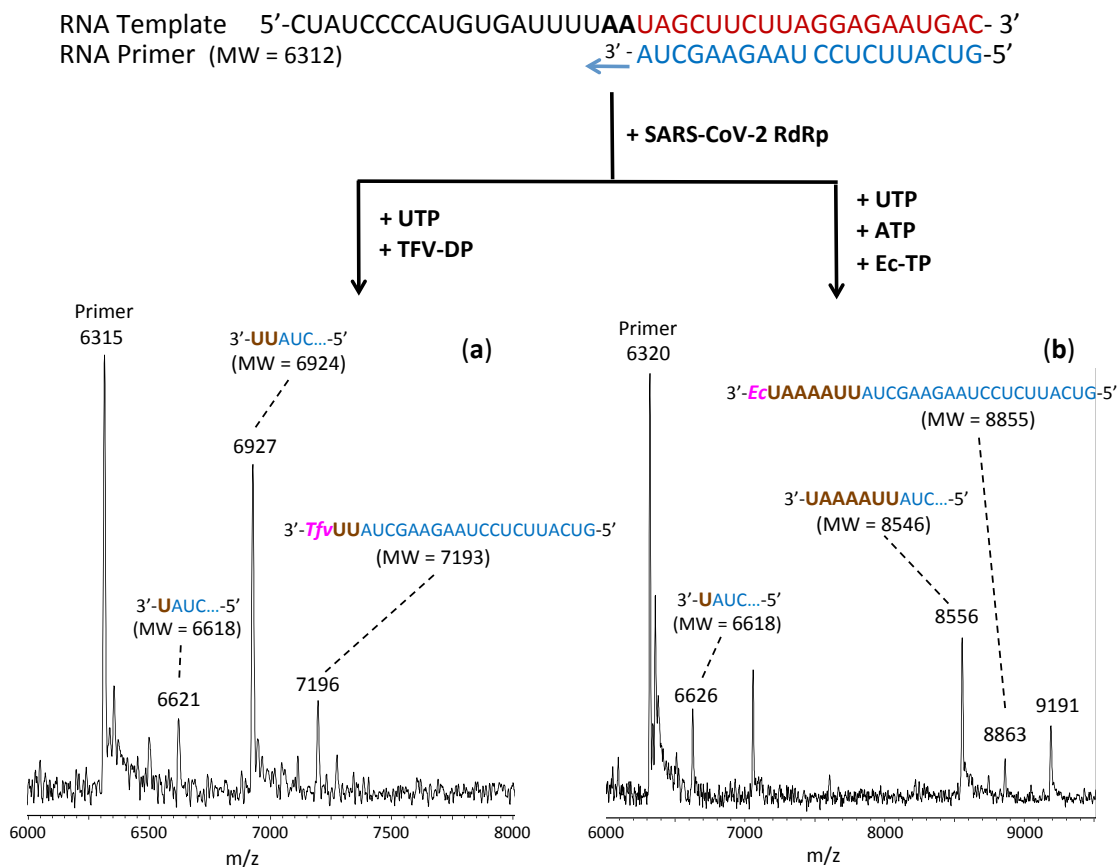 RNA Template 5’-CUAUCCCCAUGUGAUUUUAAUAGCUUCUUAGGAGAAUGAC- 3’
RNA Primer (MW = 6312) 3’ - AUCGAAGAAU CCUCUUACUG-5’
+ SARS-CoV-2 RdRp
+ UTP
+ TFV-DP
+ UTP
+ ATP
+ Ec-TP
(a)
Primer
6315
3’-UUAUC...-5’
(MW = 6924)
6927
3’-TfvUUAUCGAAGAAUCCUCUUACUG-5’
(MW = 7193)
3’-UAUC...-5’
(MW = 6618)
6621
7196
6000 6500 7000 7500 8000
m/z
(b)
Primer
6320
3’-EcUAAAAUUAUCGAAGAAUCCUCUUACUG-5’
(MW = 8855)
3’-UAAAAUUAUC...-5’
(MW = 8546)
3’-UAUC...-5’
(MW = 6618)
6626
8556
8863
9191
6000 7000 8000 9000
m/z